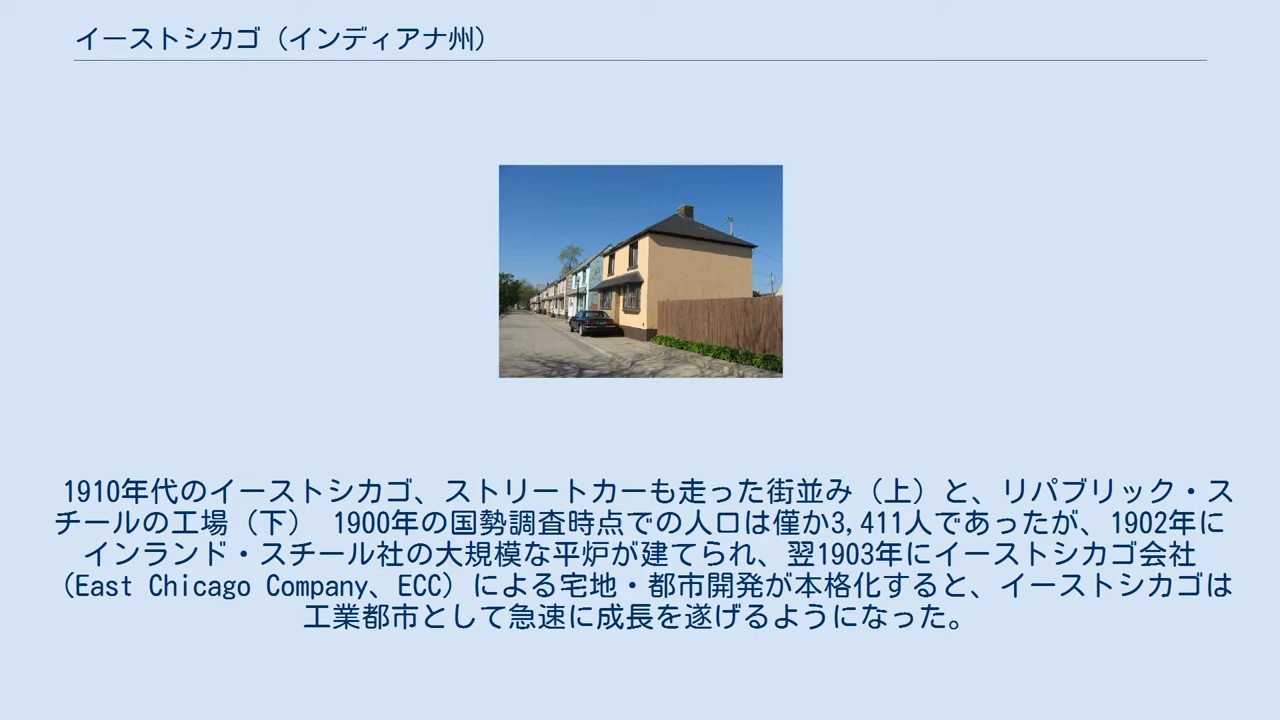 イーストシカゴ（インディアナ州）
1910年代のイーストシカゴ、ストリートカーも走った街並み（上）と、リパブリック・ス
チールの工場（下） 1900年の国勢調査時点での人口は僅か3,411人であったが、1902年に
インランド・スチール社の大規模な平炉が建てられ、翌1903年にイーストシカゴ会社
（East Chicago Company、ECC）による宅地・都市開発が本格化すると、イーストシカゴは
工業都市として急速に成長を遂げるようになった。